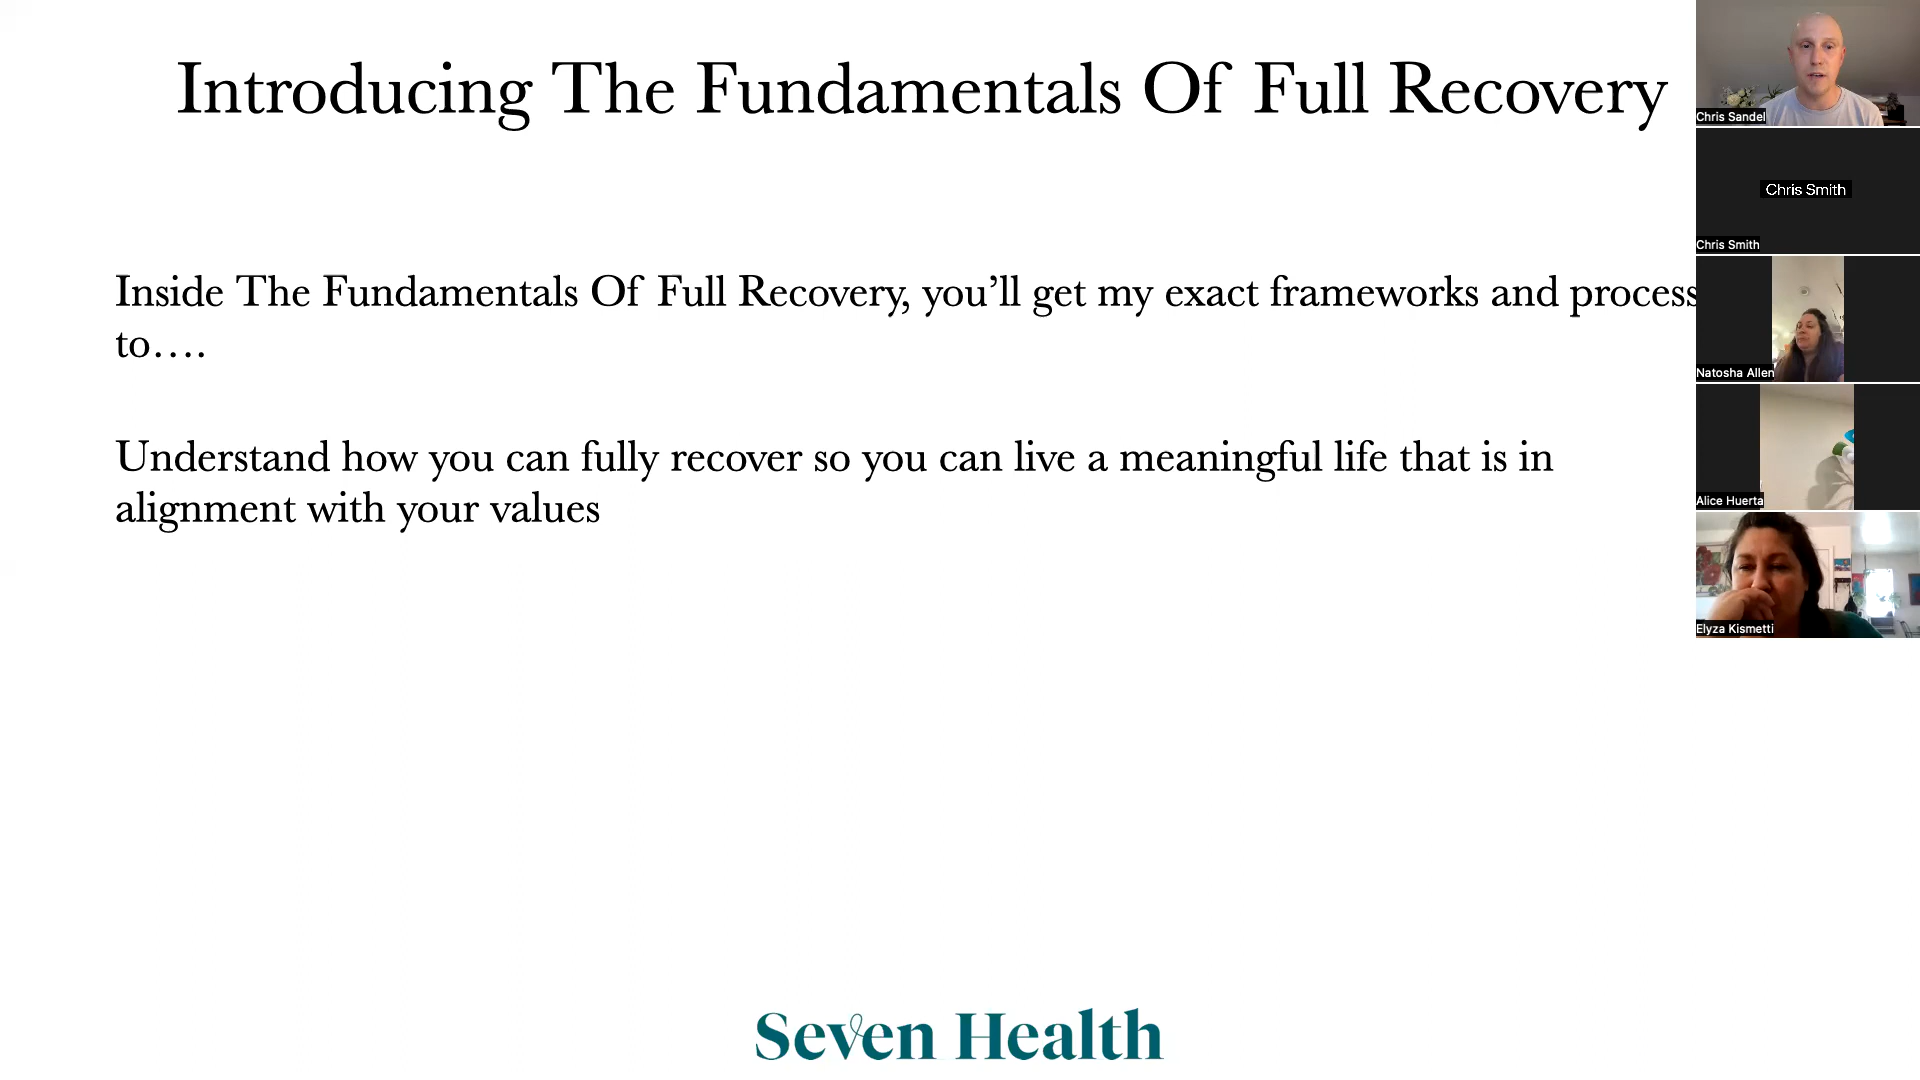 Introducing The Fundamentals Of Full Recovery
Inside The Fundamentals Of Full Recovery, you’ll get my exact frameworks and process
to….
Understand how you can fully recover so you can live a meaningful life that is in
alignment with your values
Seven Health
Chris Sandel
Chris Smith
Chris Smith
Natosha Allen
Alice Huerta
Elyza Kismetti